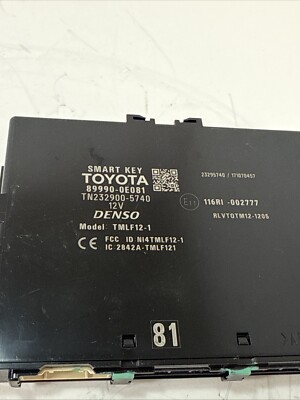 SMART KEY
TOYOTA
89990-0E081
TN232900-5740
12V
DENSO
Model: TMLF12-1
FCC ID:NI4TMLF12-1
IC:2842A-TMLF121
23295740 / 171078457
116RI-002777
RLVTOTM12-1205
81